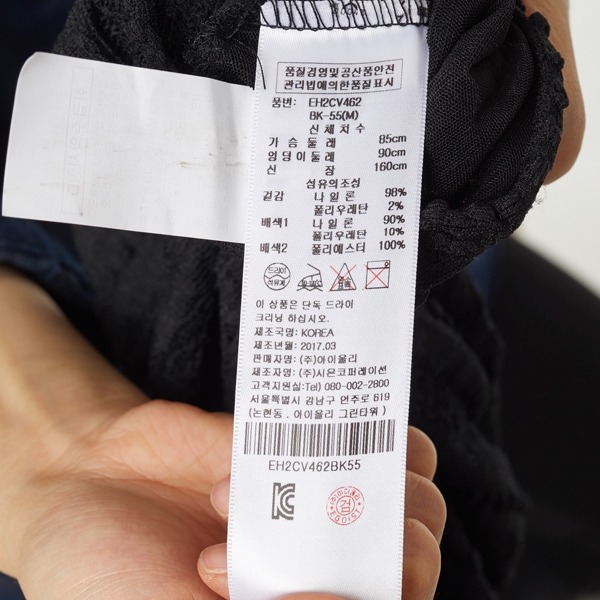 품질경영및공산품안전
관리법에의한품질표시
품번: EH2CV462
BK-55(M)
신체치수
가슴둘레 85cm
엉덩이둘레 90cm
신장 160cm
섬유의조성
겉감 나일론 98%
폴리우레탄 2%
배색1 나일론 90%
폴리우레탄 10%
배색2 폴리에스터 100%
드라이
석유계
이 상품은 단독 드라이
크리닝 하십시오.
제조국명: KOREA
제조년월: 2017.03
판매자명: (주)아이올리
제조자명: (주)시은코퍼레이션
고객지원실:Tel) 080-002-2800
서울특별시 강남구 언주로 619
(논현동. 아이올리 그린타워)
EH2CV462BK55
검
EGOIST